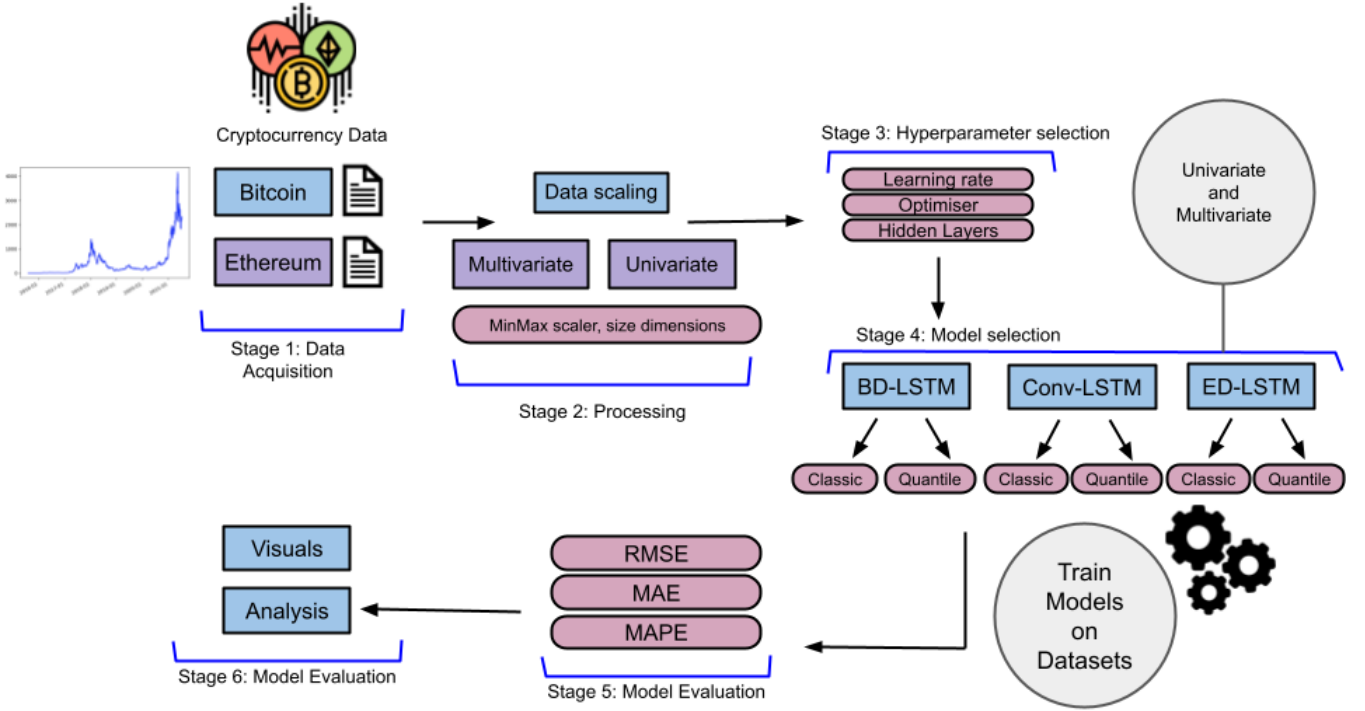 Cryptocurrency Data
Bitcoin
Ethereum
Stage 1: Data
Acquisition
Data scaling
Multivariate
Univariate
MinMax scaler, size dimensions
Stage 2: Processing
Stage 3: Hyperparameter selection
Learning rate
Optimiser
Hidden Layers
Univariate
and
Multivariate
Stage 4: Model selection
BD-LSTM
Conv-LSTM
ED-LSTM
Classic
Quantile
Classic
Quantile
Classic
Quantile
Train
Models
on
Datasets
RMSE
MAE
MAPE
Stage 5: Model Evaluation
Visuals
Analysis
Stage 6: Model Evaluation